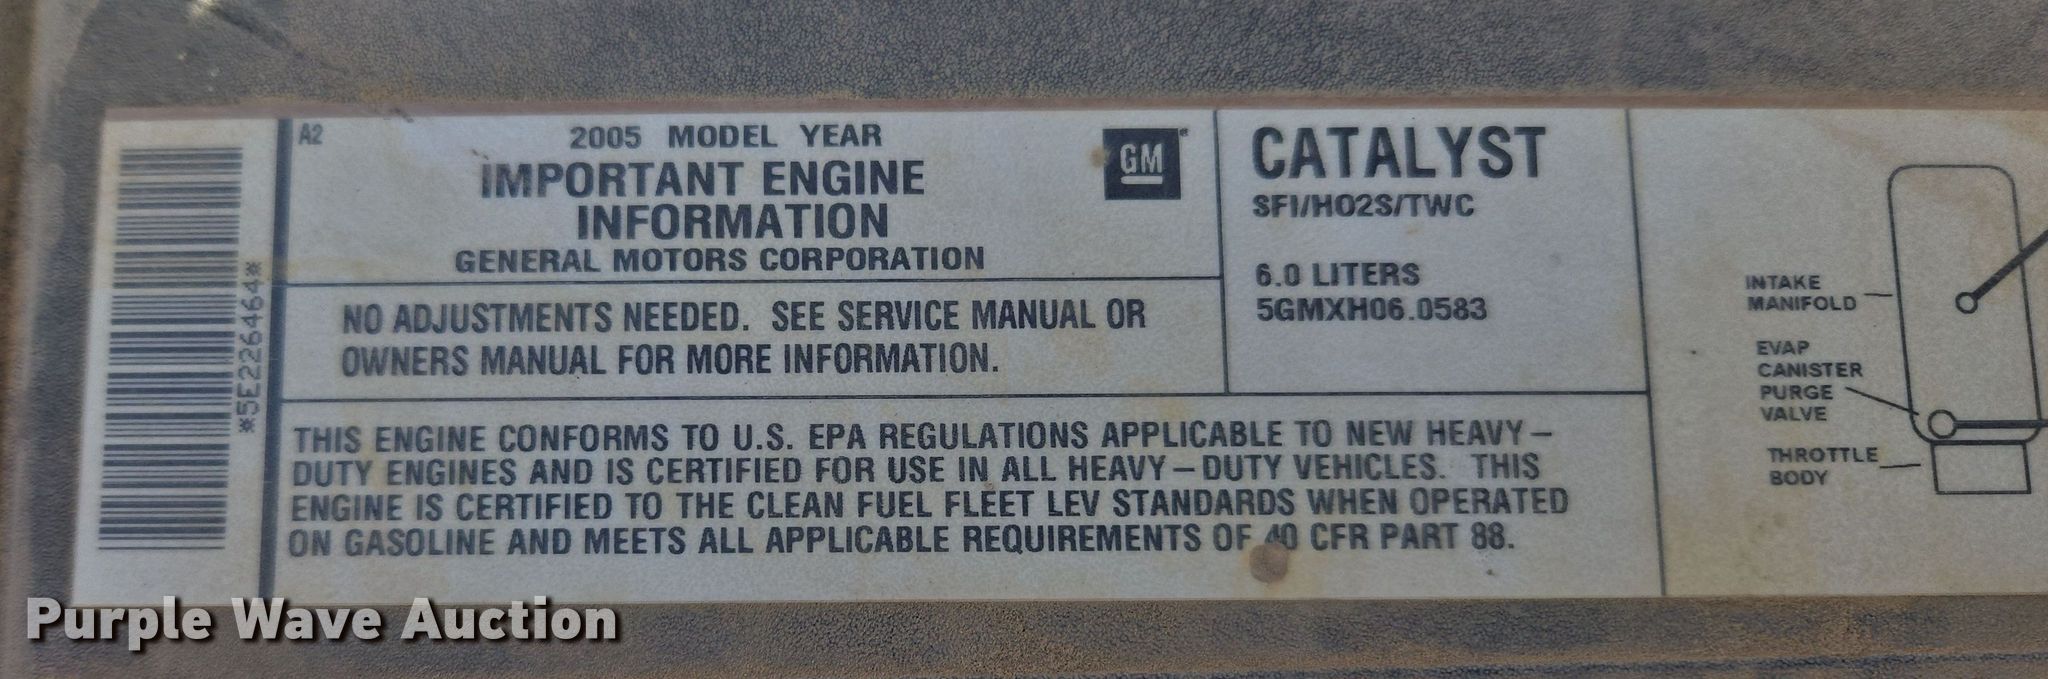 *5E226464*
A2
2005 MODEL YEAR
IMPORTANT ENGINE
INFORMATION
GENERAL MOTORS CORPORATION
GM
NO ADJUSTMENTS NEEDED. SEE SERVICE MANUAL OR
OWNERS MANUAL FOR MORE INFORMATION.
CATALYST
SFI/HO2S/TWC
6.0 LITERS
5GMXH06.0583
THIS ENGINE CONFORMS TO U.S. EPA REGULATIONS APPLICABLE TO NEW HEAVY–
DUTY ENGINES AND IS CERTIFIED FOR USE IN ALL HEAVY–DUTY VEHICLES. THIS
ENGINE IS CERTIFIED TO THE CLEAN FUEL FLEET LEV STANDARDS WHEN OPERATED
ON GASOLINE AND MEETS ALL APPLICABLE REQUIREMENTS OF 40 CFR PART 88.
INTAKE
MANIFOLD
EVAP
CANISTER
PURGE
VALVE
THROTTLE
BODY
Purple Wave Auction